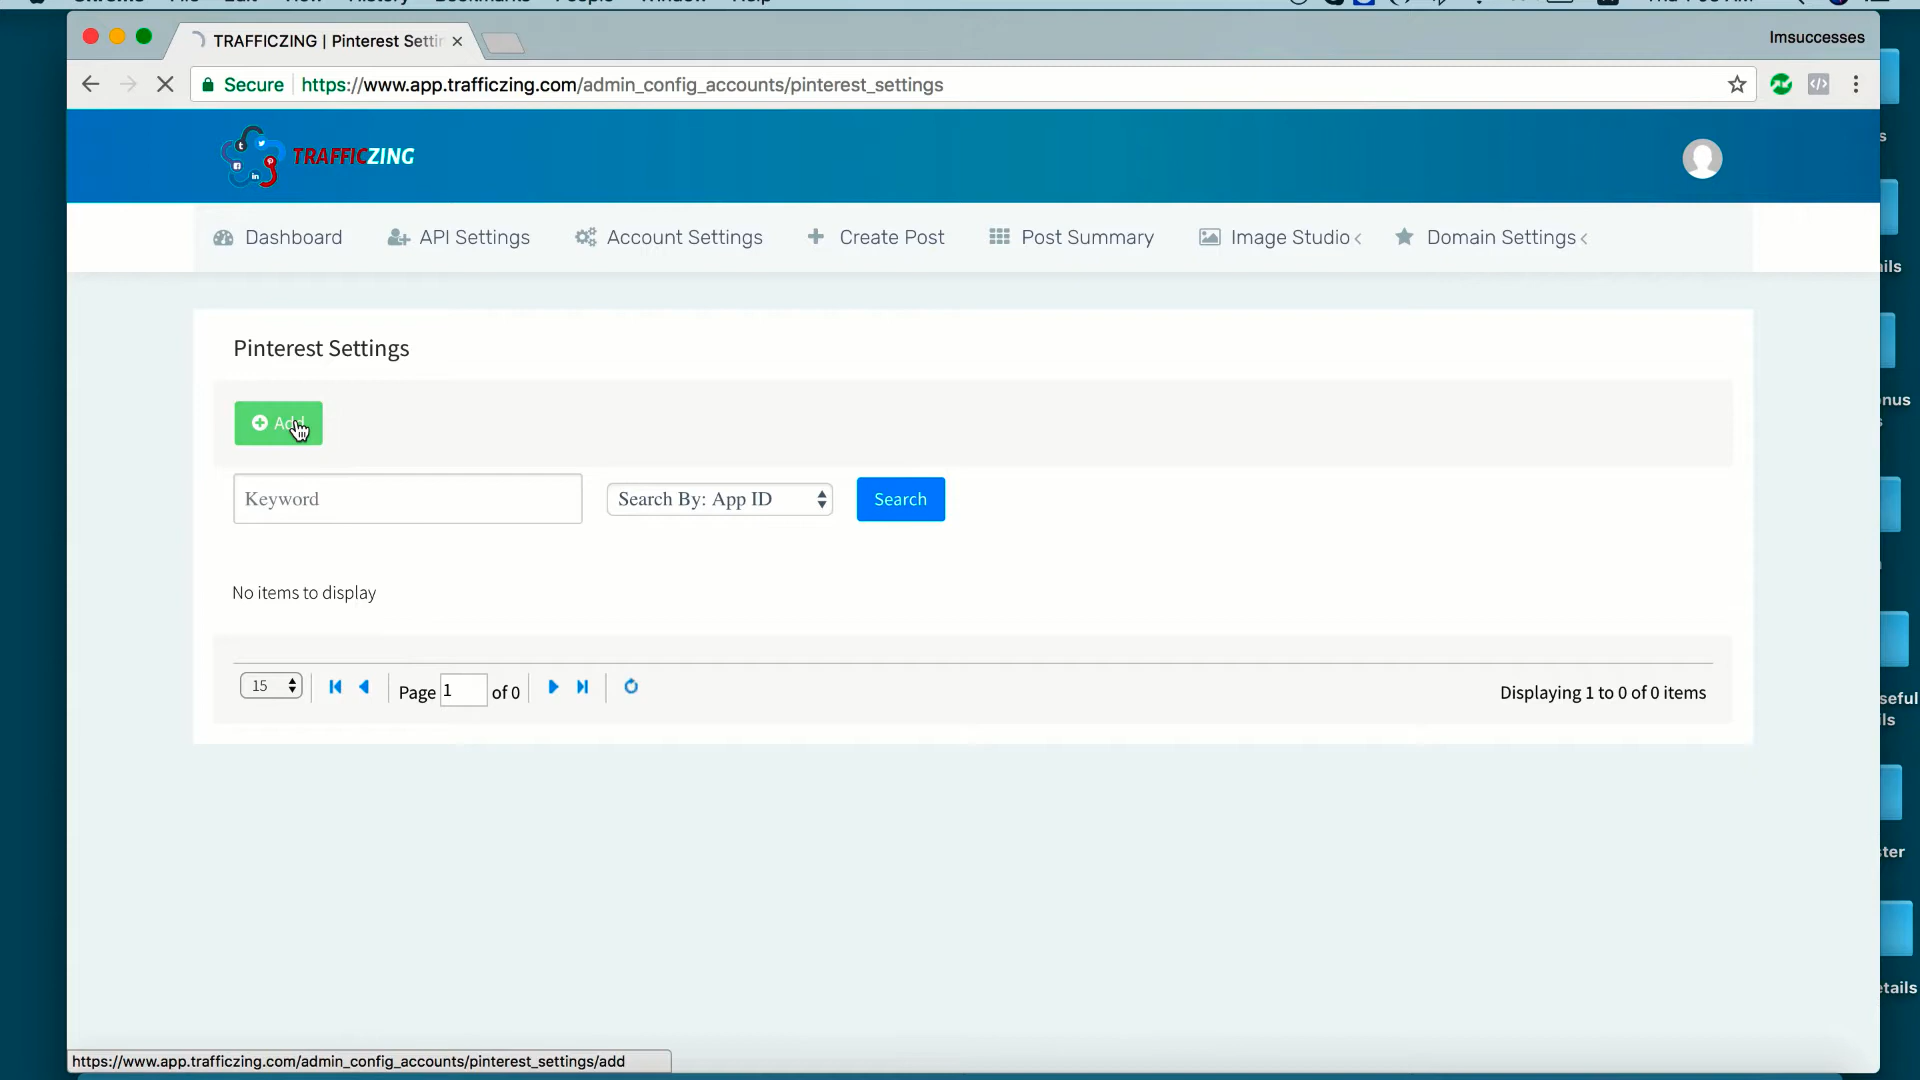 TRAFFICZING | Pinterest Settin
Imsuccesses
Secure
https://www.app.trafficzing.com/admin_config_accounts/pinterest_settings
TRAFFICZING
Dashboard
API Settings
Account Settings
Create Post
Post Summary
Image Studio
Domain Settings
Pinterest Settings
Add
Keyword
Search By: App ID
Search
No items to display
15
Page 1 of 0
Displaying 1 to 0 of 0 items
https://www.app.trafficzing.com/admin_config_accounts/pinterest_settings/add